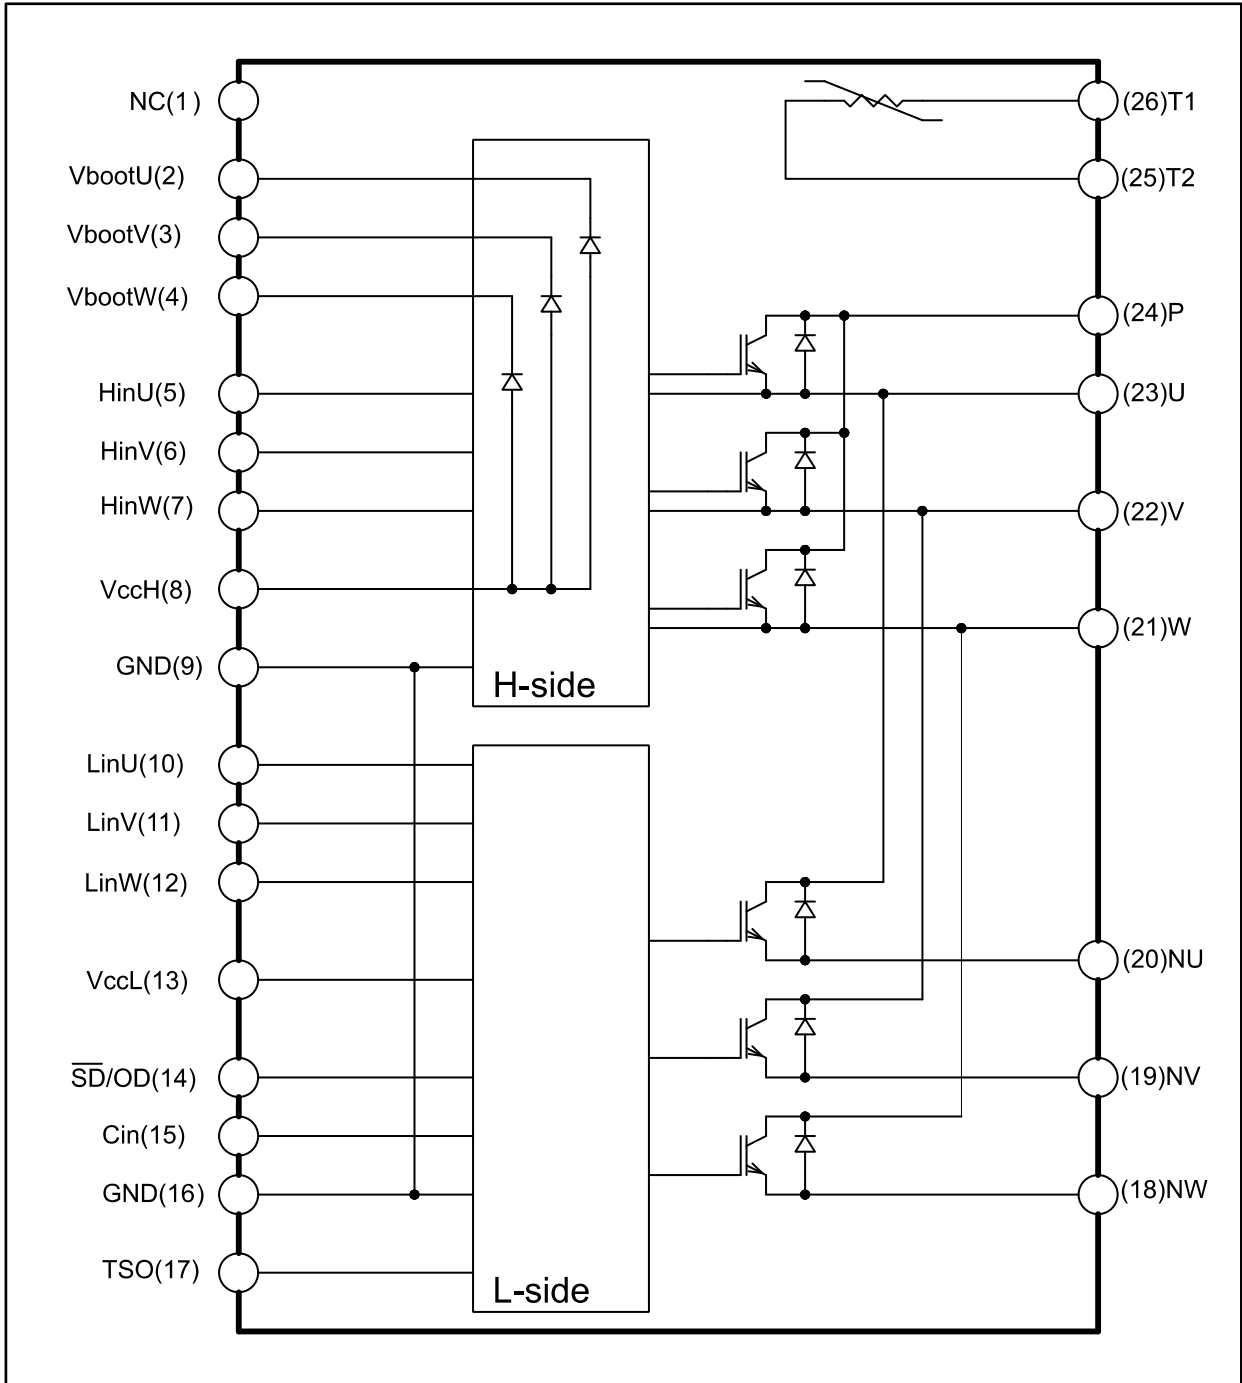 NC(1)
VbootU(2)
VbootV(3)
VbootW(4)
HinU(5)
HinV(6)
HinW(7)
VccH(8)
GND(9)
LinU(10)
LinV(11)
LinW(12)
VccL(13)
S̅D̅/OD(14)
Cin(15)
GND(16)
TSO(17)
H-side
L-side
(26)T1
(25)T2
(24)P
(23)U
(22)V
(21)W
(20)NU
(19)NV
(18)NW